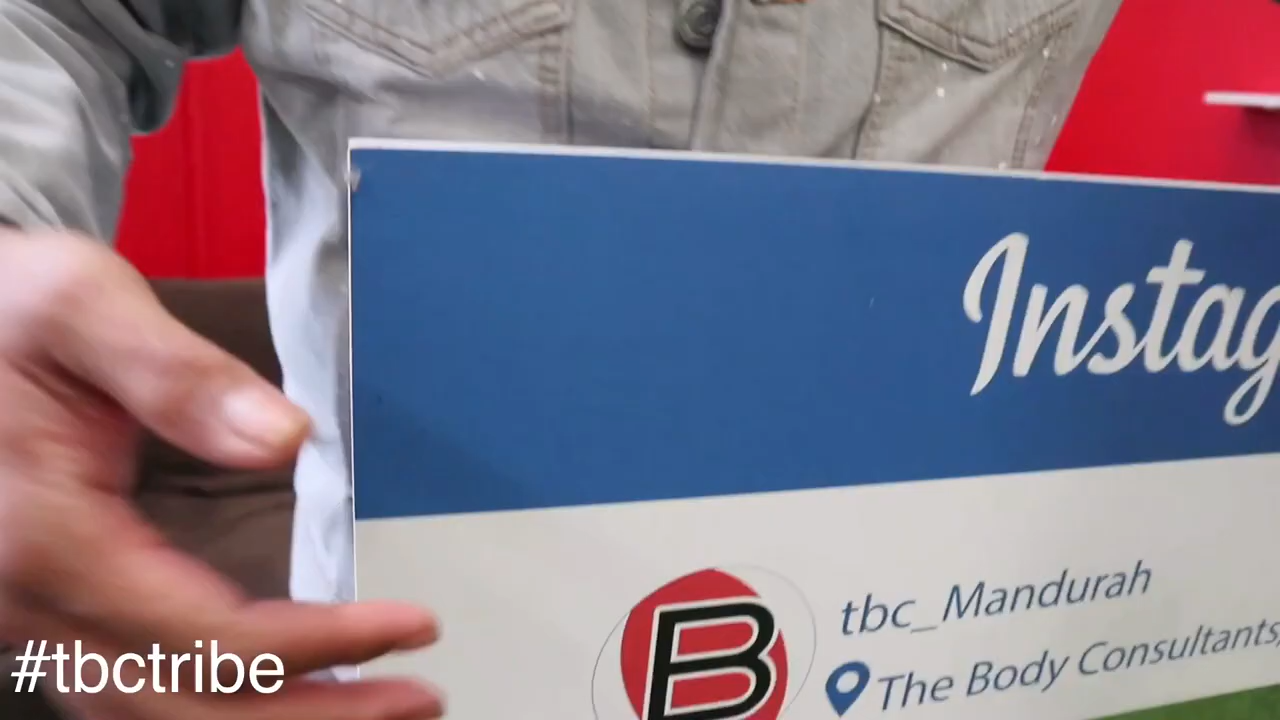 Instag
B
tbc_Mandurah
The Body Consultants,
#tbctribe